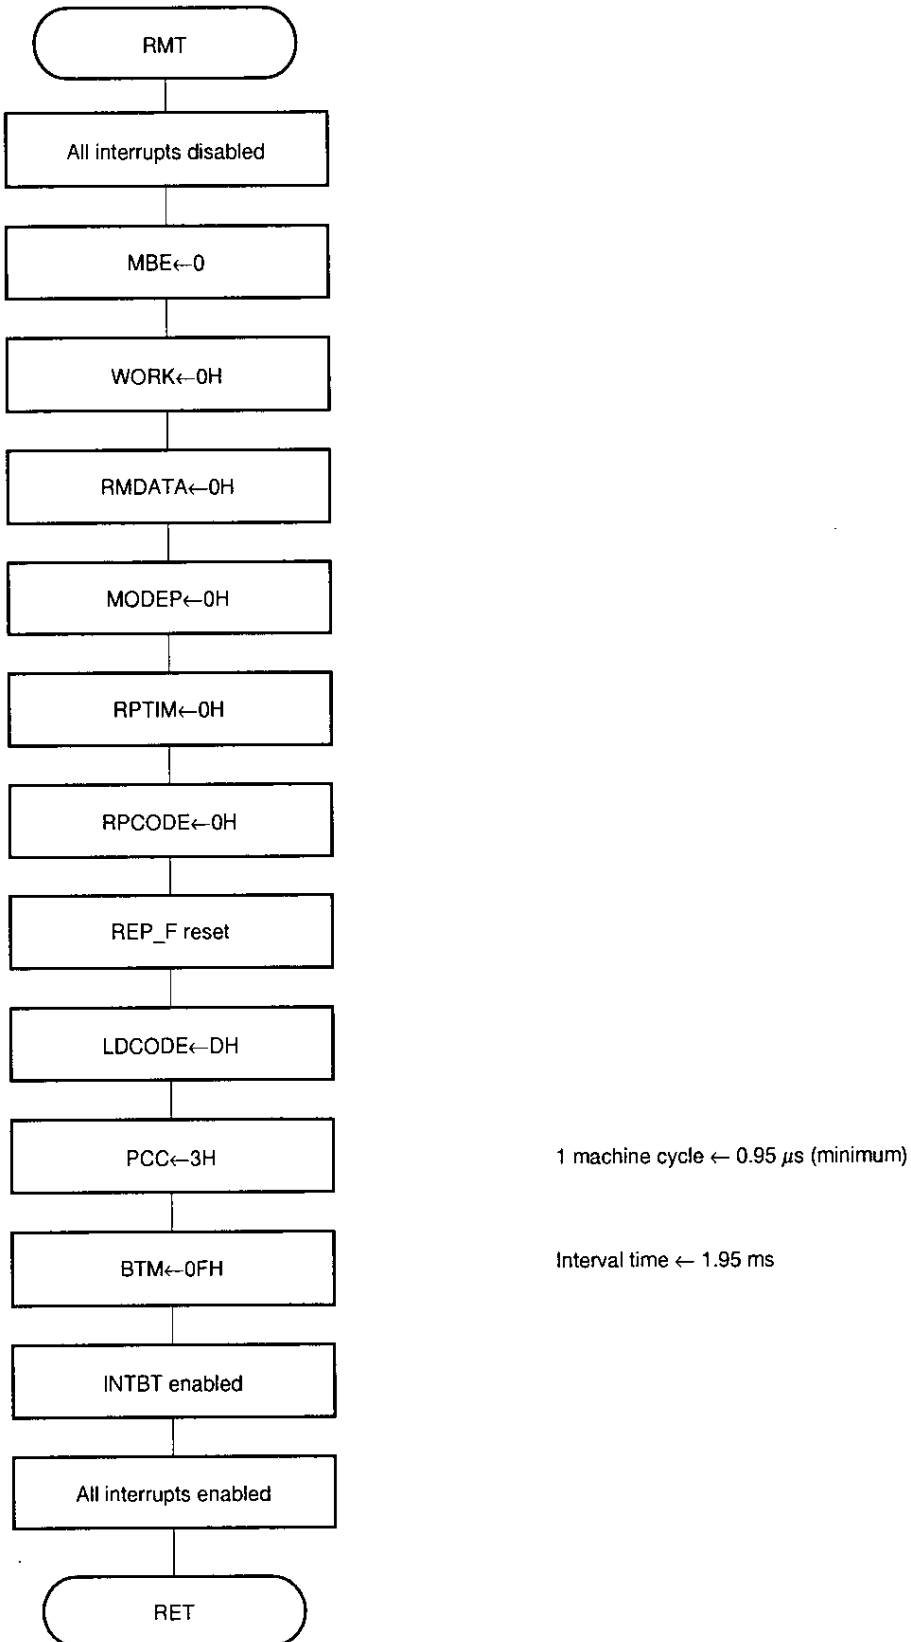 RMT
All interrupts disabled
MBE←0
WORK←0H
RMDATA←0H
MODEP←0H
RPTIM←0H
RPCODE←0H
REP_F reset
LDCODE←DH
PCC←3H
1 machine cycle ← 0.95 μs (minimum)
BTM←0FH
Interval time ← 1.95 ms
INTBT enabled
All interrupts enabled
RET